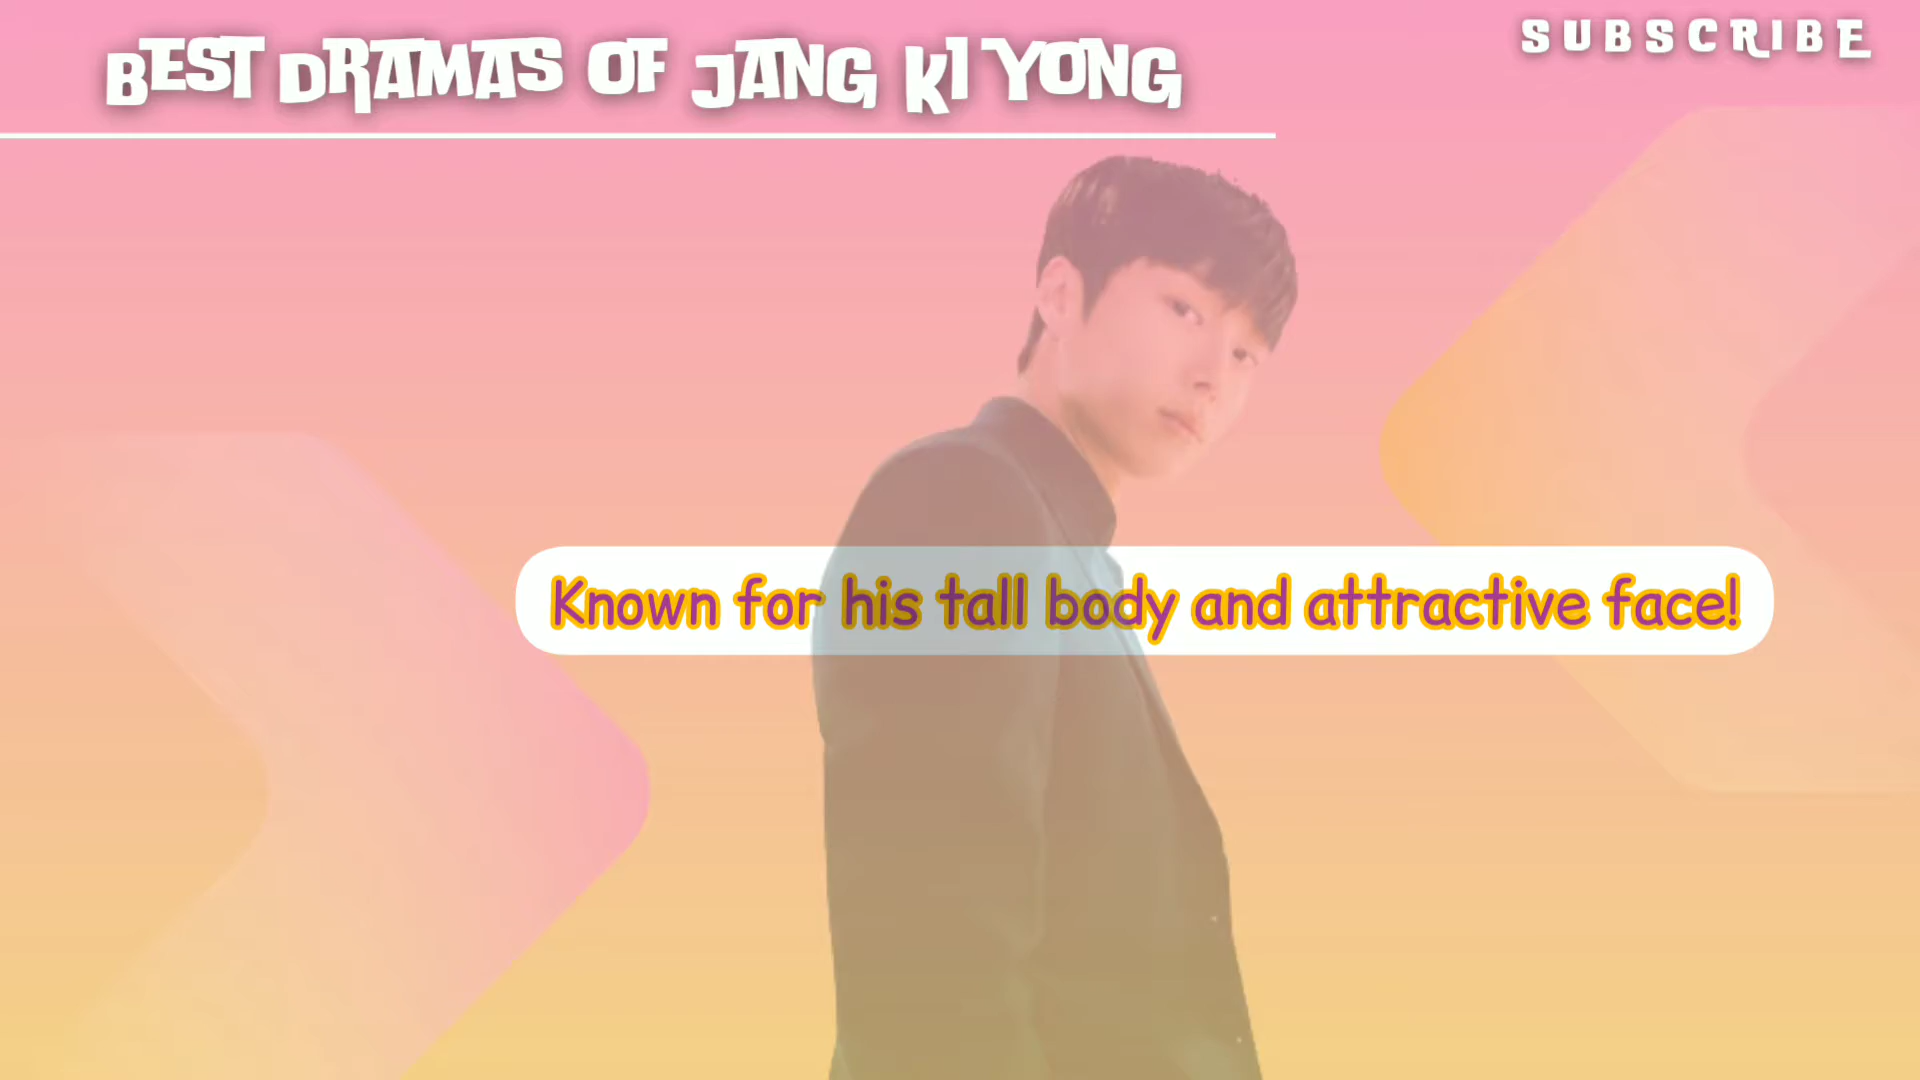 BEST DRAMAS OF JANG KI YONG
SUBSCRIBE
Known for his tall body and attractive face!